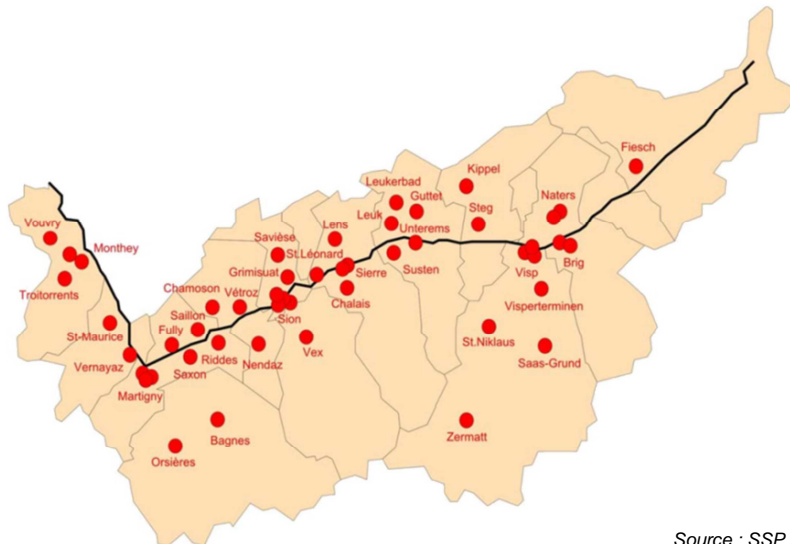 Fiesch
Kippel
Leukerbad
Guttet
Naters
Leuk
Steg
Unterems
Vouvry
Lens
Savièse
Monthey
St.Léonard
Brig
Visp
Susten
Grimisuat
Sierre
Troitorrents
Chamoson
Vétroz
Chalais
Visperterminen
Saillon
Sion
St-Maurice
Fully
St.Niklaus
Vex
Riddes
Nendaz
Saas-Grund
Vernayaz
Saxon
Martigny
Zermatt
Bagnes
Orsières
Source : SSP